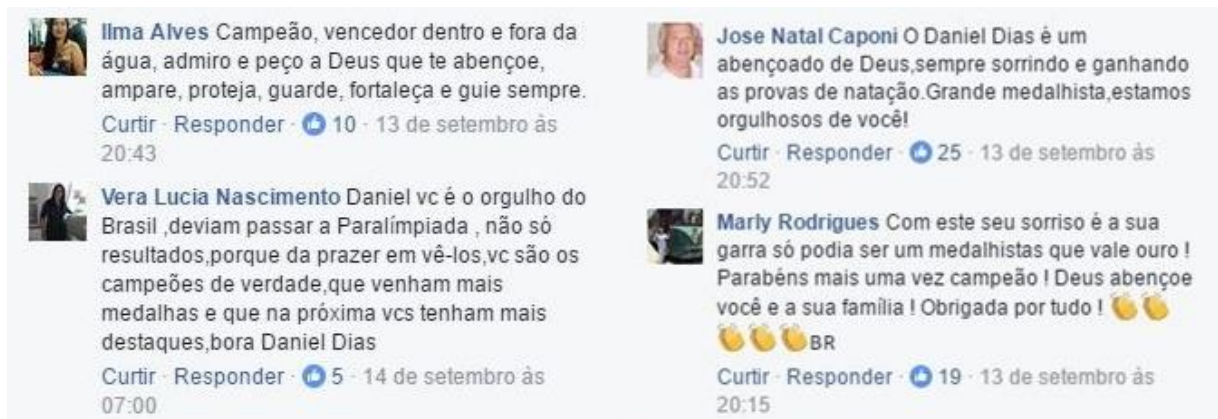 Ilma Alves Campeão, vencedor dentro e fora da
água, admiro e peço a Deus que te abençoe,
ampare, proteja, guarde, fortaleça e guie sempre.
Curtir · Responder · 10 · 13 de setembro às
20:43
Vera Lucia Nascimento Daniel vc é o orgulho do
Brasil ,deviam passar a Paralímpiada , não só
resultados,porque da prazer em vê-los,vc são os
campeões de verdade,que venham mais
medalhas e que na próxima vcs tenham mais
destaques,bora Daniel Dias
Curtir · Responder · 5 · 14 de setembro às
07:00
Jose Natal Caponi O Daniel Dias é um
abençoado de Deus,sempre sorrindo e ganhando
as provas de natação.Grande medalhista,estamos
orgulhosos de você!
Curtir · Responder · 25 · 13 de setembro às
20:52
Marly Rodrigues Com este seu sorriso é a sua
garra só podia ser um medalhistas que vale ouro !
Parabéns mais uma vez campeão ! Deus abençoe
você e a sua família ! Obrigada por tudo ! 👏👏
👏👏👏BR
Curtir · Responder · 19 · 13 de setembro às
20:15